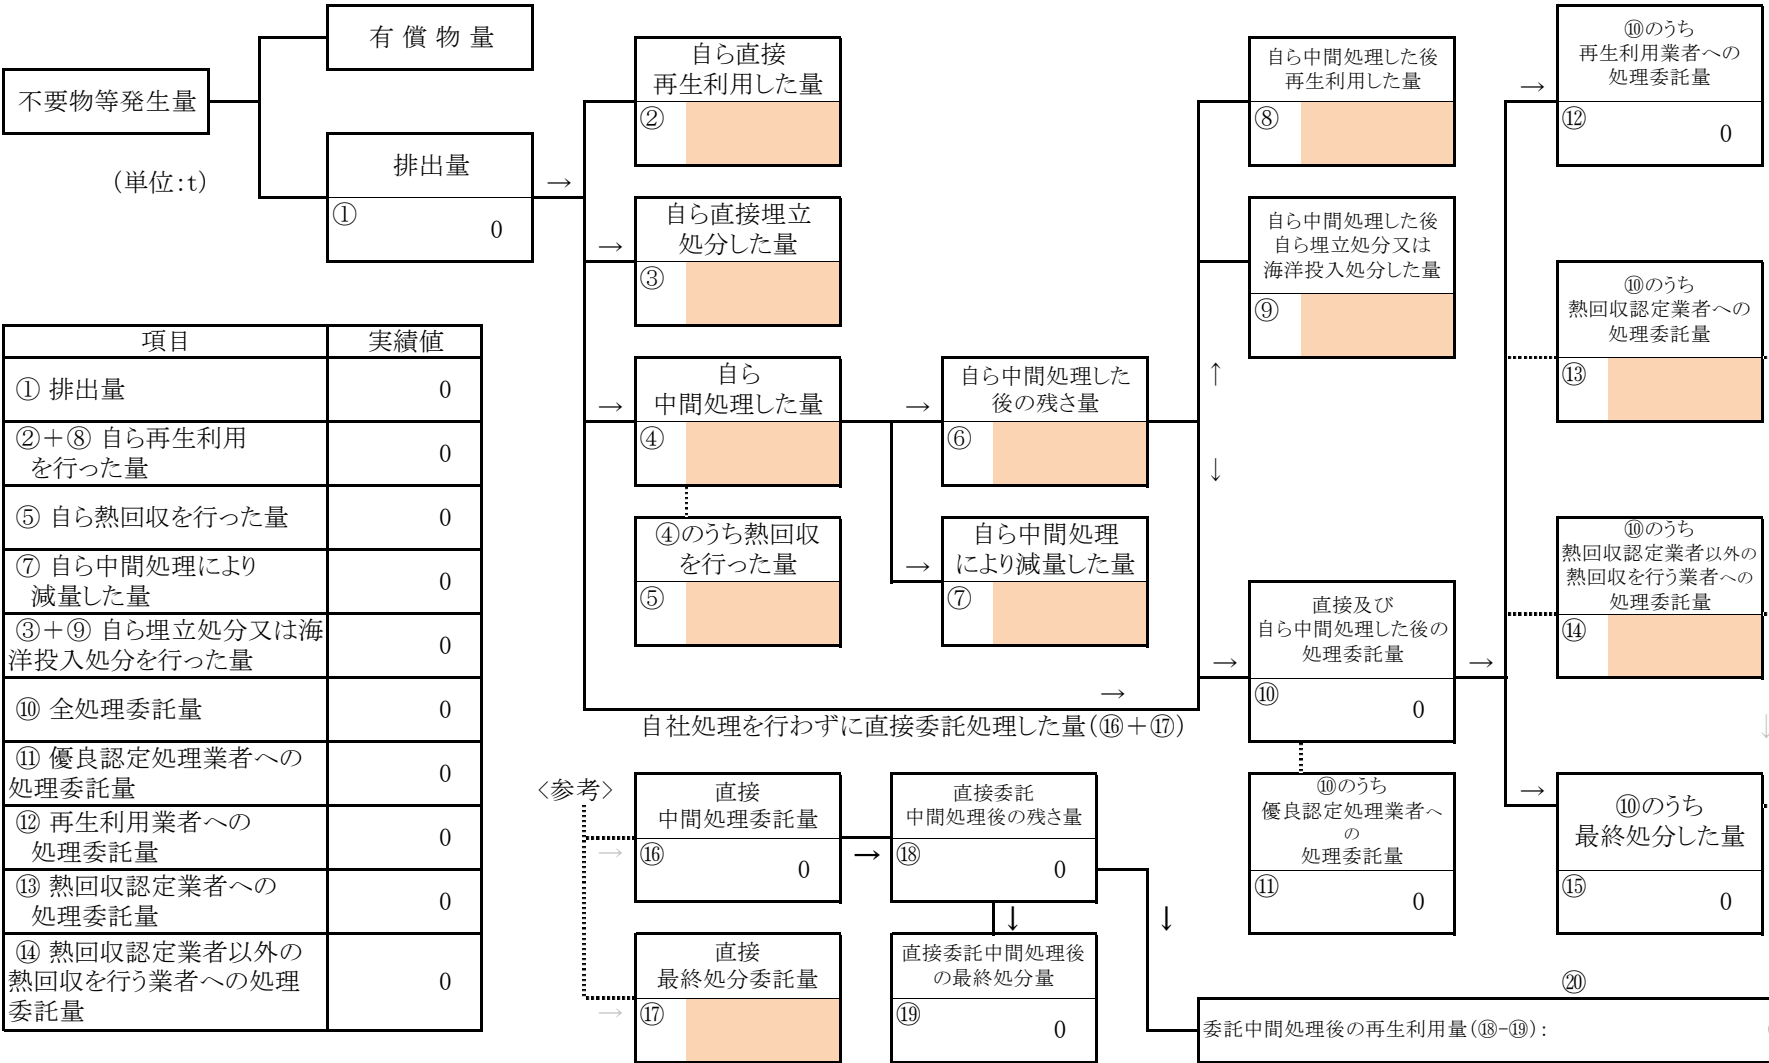 不要物等発生量
(単位:t)
有 償 物 量
排出量
①
0
→
自ら直接
再生利用した量
②
→
自ら直接埋立
処分した量
③
→
自ら
中間処理した量
④
④のうち熱回収
を行った量
⑤
→
自ら中間処理した
後の残さ量
⑥
→
自ら中間処理
により減量した量
⑦
自ら中間処理した後
再生利用した量
⑧
自ら中間処理した後
自ら埋立処分又は
海洋投入処分した量
⑨
↑
↓
→
→
自社処理を行わずに直接委託処理した量(⑯+⑰)
直接及び
自ら中間処理した後の
処理委託量
⑩
0
→
⑩のうち
優良認定処理業者へ
の
処理委託量
⑪
0
→
⑩のうち
再生利用業者への
処理委託量
⑫
0
⑩のうち
熱回収認定業者への
処理委託量
⑬
⑩のうち
熱回収認定業者以外の
熱回収を行う業者への
処理委託量
⑭
↓
→
⑩のうち
最終処分した量
⑮
0
項目 実績値
① 排出量 0
②+⑧ 自ら再生利用
を行った量 0
⑤ 自ら熱回収を行った量 0
⑦ 自ら中間処理により
減量した量 0
③+⑨ 自ら埋立処分又は海
洋投入処分を行った量 0
⑩ 全処理委託量 0
⑪ 優良認定処理業者への
処理委託量 0
⑫ 再生利用業者への
処理委託量 0
⑬ 熱回収認定業者への
処理委託量 0
⑭ 熱回収認定業者以外の
熱回収を行う業者への処理
委託量 0
<参考>
→
直接
中間処理委託量
⑯
0
→
直接委託
中間処理後の残さ量
⑱
0
↓
↓
→
直接
最終処分委託量
⑰
直接委託中間処理後
の最終処分量
⑲
0
⑳
委託中間処理後の再生利用量(⑱-⑲):